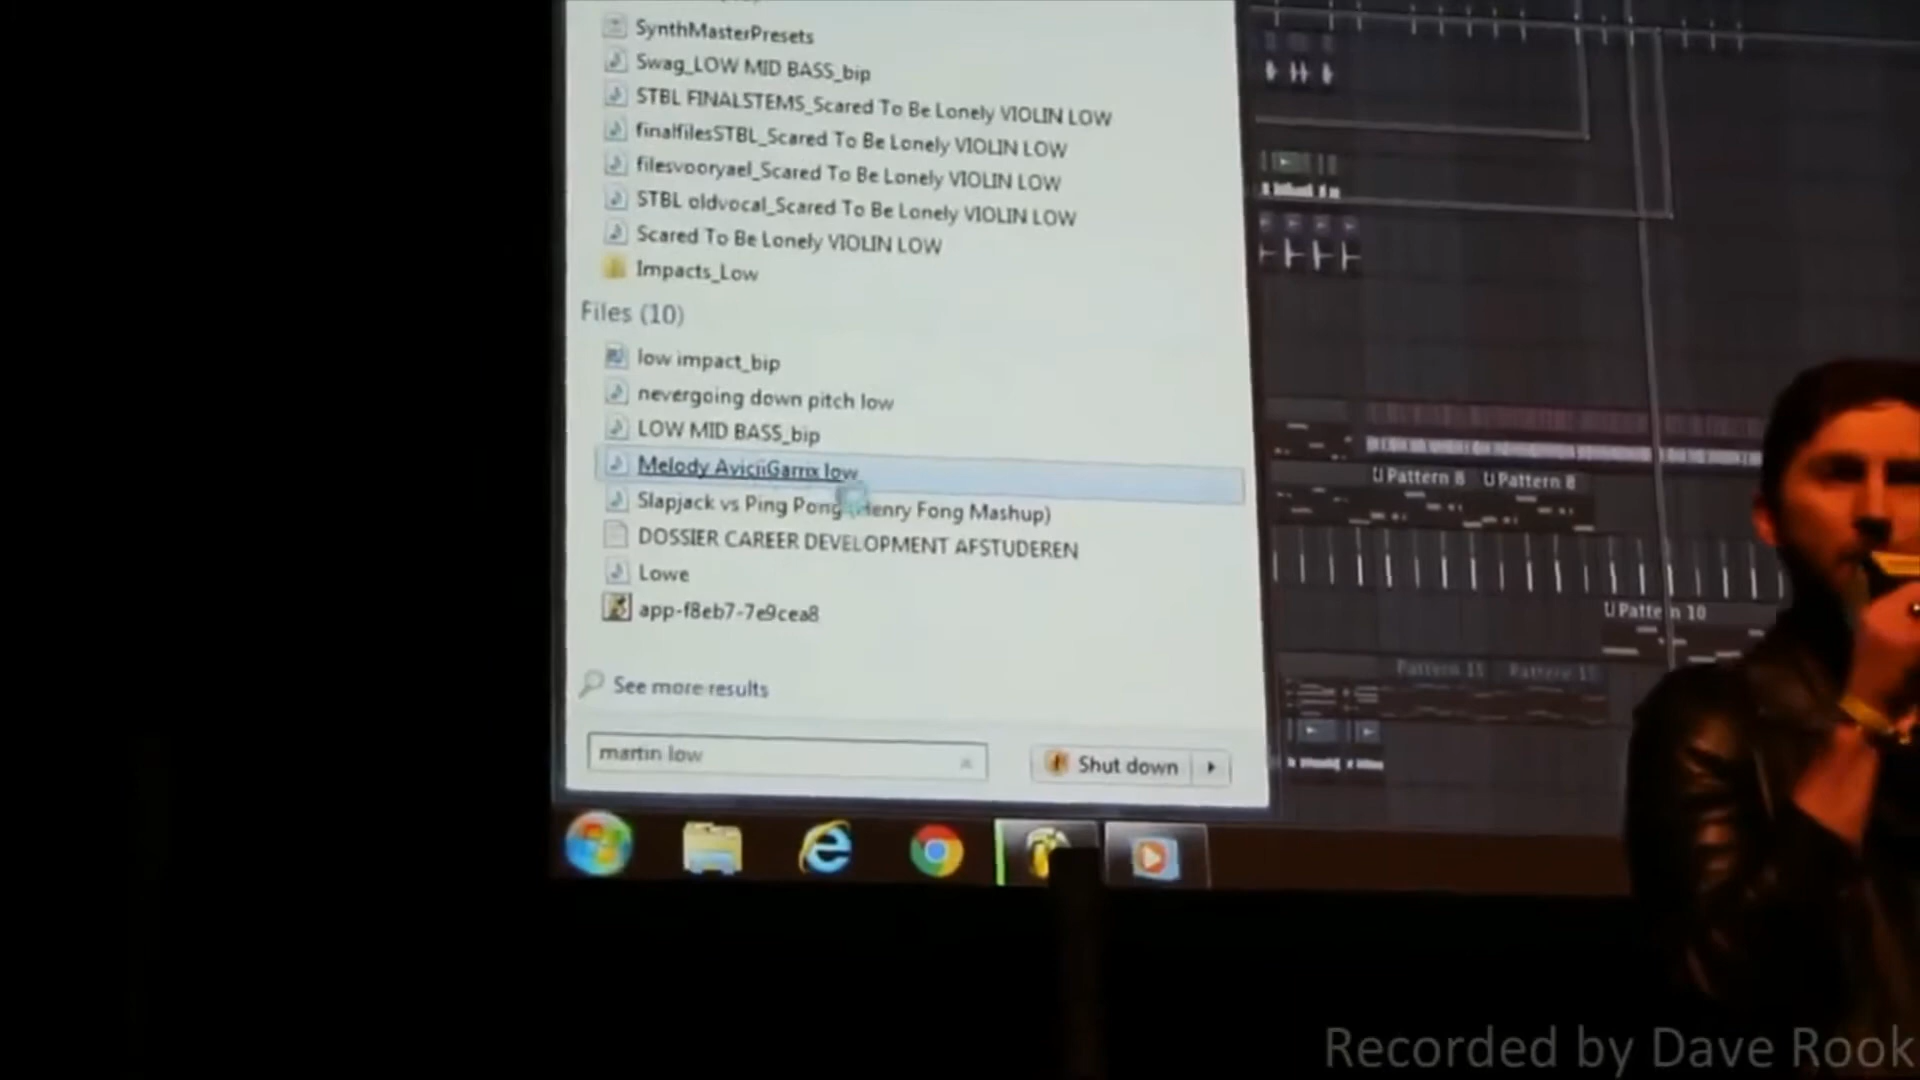 SynthMasterPresets
Swag_LOW MID BASS_bip
STBL FINALSTEMS_Scared To Be Lonely VIOLIN LOW
finalfilesSTBL_Scared To Be Lonely VIOLIN LOW
filesvooryael_Scared To Be Lonely VIOLIN LOW
STBL oldvocal_Scared To Be Lonely VIOLIN LOW
Scared To Be Lonely VIOLIN LOW
Impacts_Low
Files (10)
low impact_bip
nevergoing down pitch low
LOW MID BASS_bip
Melody AviciiGarrix low
Slapjack vs Ping Pong (Henry Fong Mashup)
DOSSIER CAREER DEVELOPMENT AFSTUDEREN
Lowe
app-f8eb7-7e9cea8
See more results
martin low
Shut down
Pattern 8 Pattern 8
Pattern 10
Recorded by Dave Rook